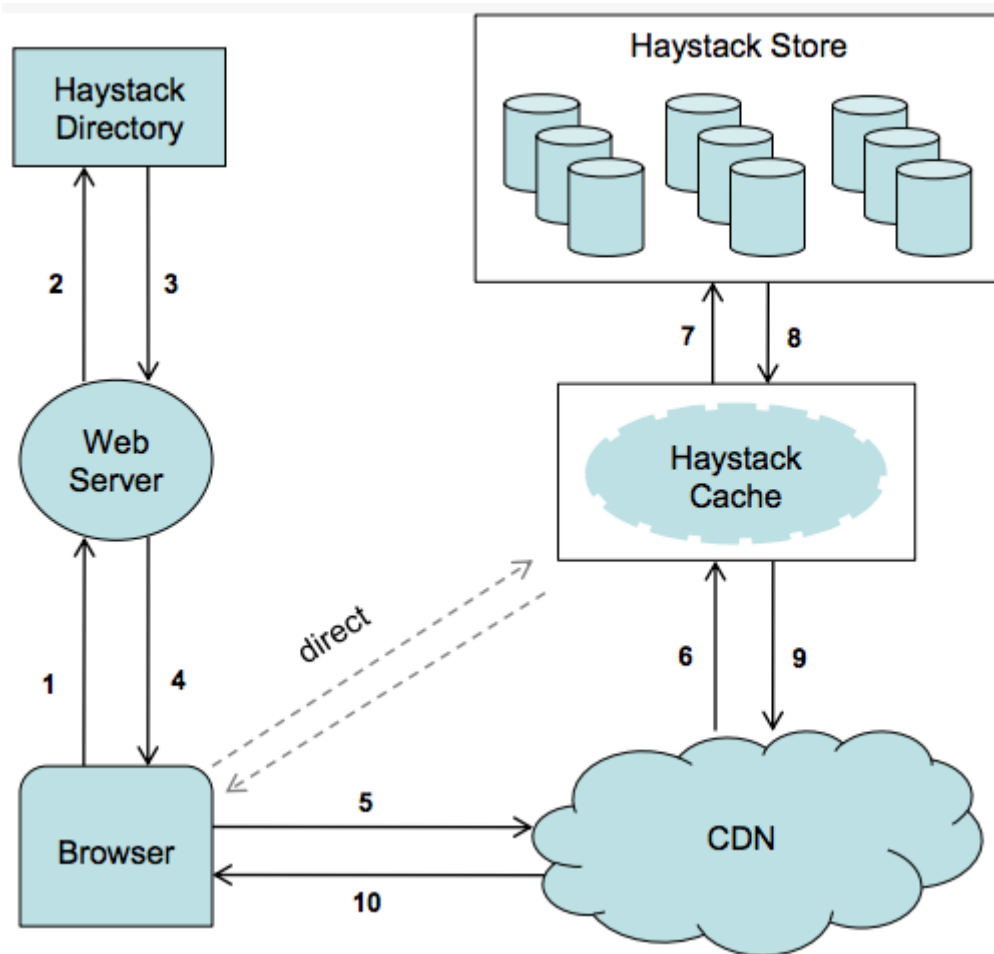 Haystack Store
Haystack
Directory
2
3
7
8
Web
Server
Haystack
Cache
direct
1
4
6
9
5
Browser
CDN
10